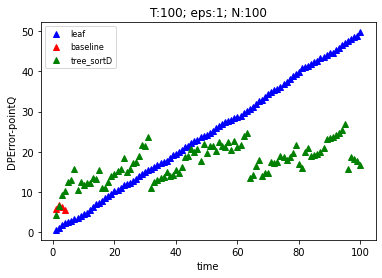 T:100; eps:1; N:100
leaf
baseline
tree_sortD
DPError-pointQ
50
40
30
20
10
0
0 20 40 60 80 100
time